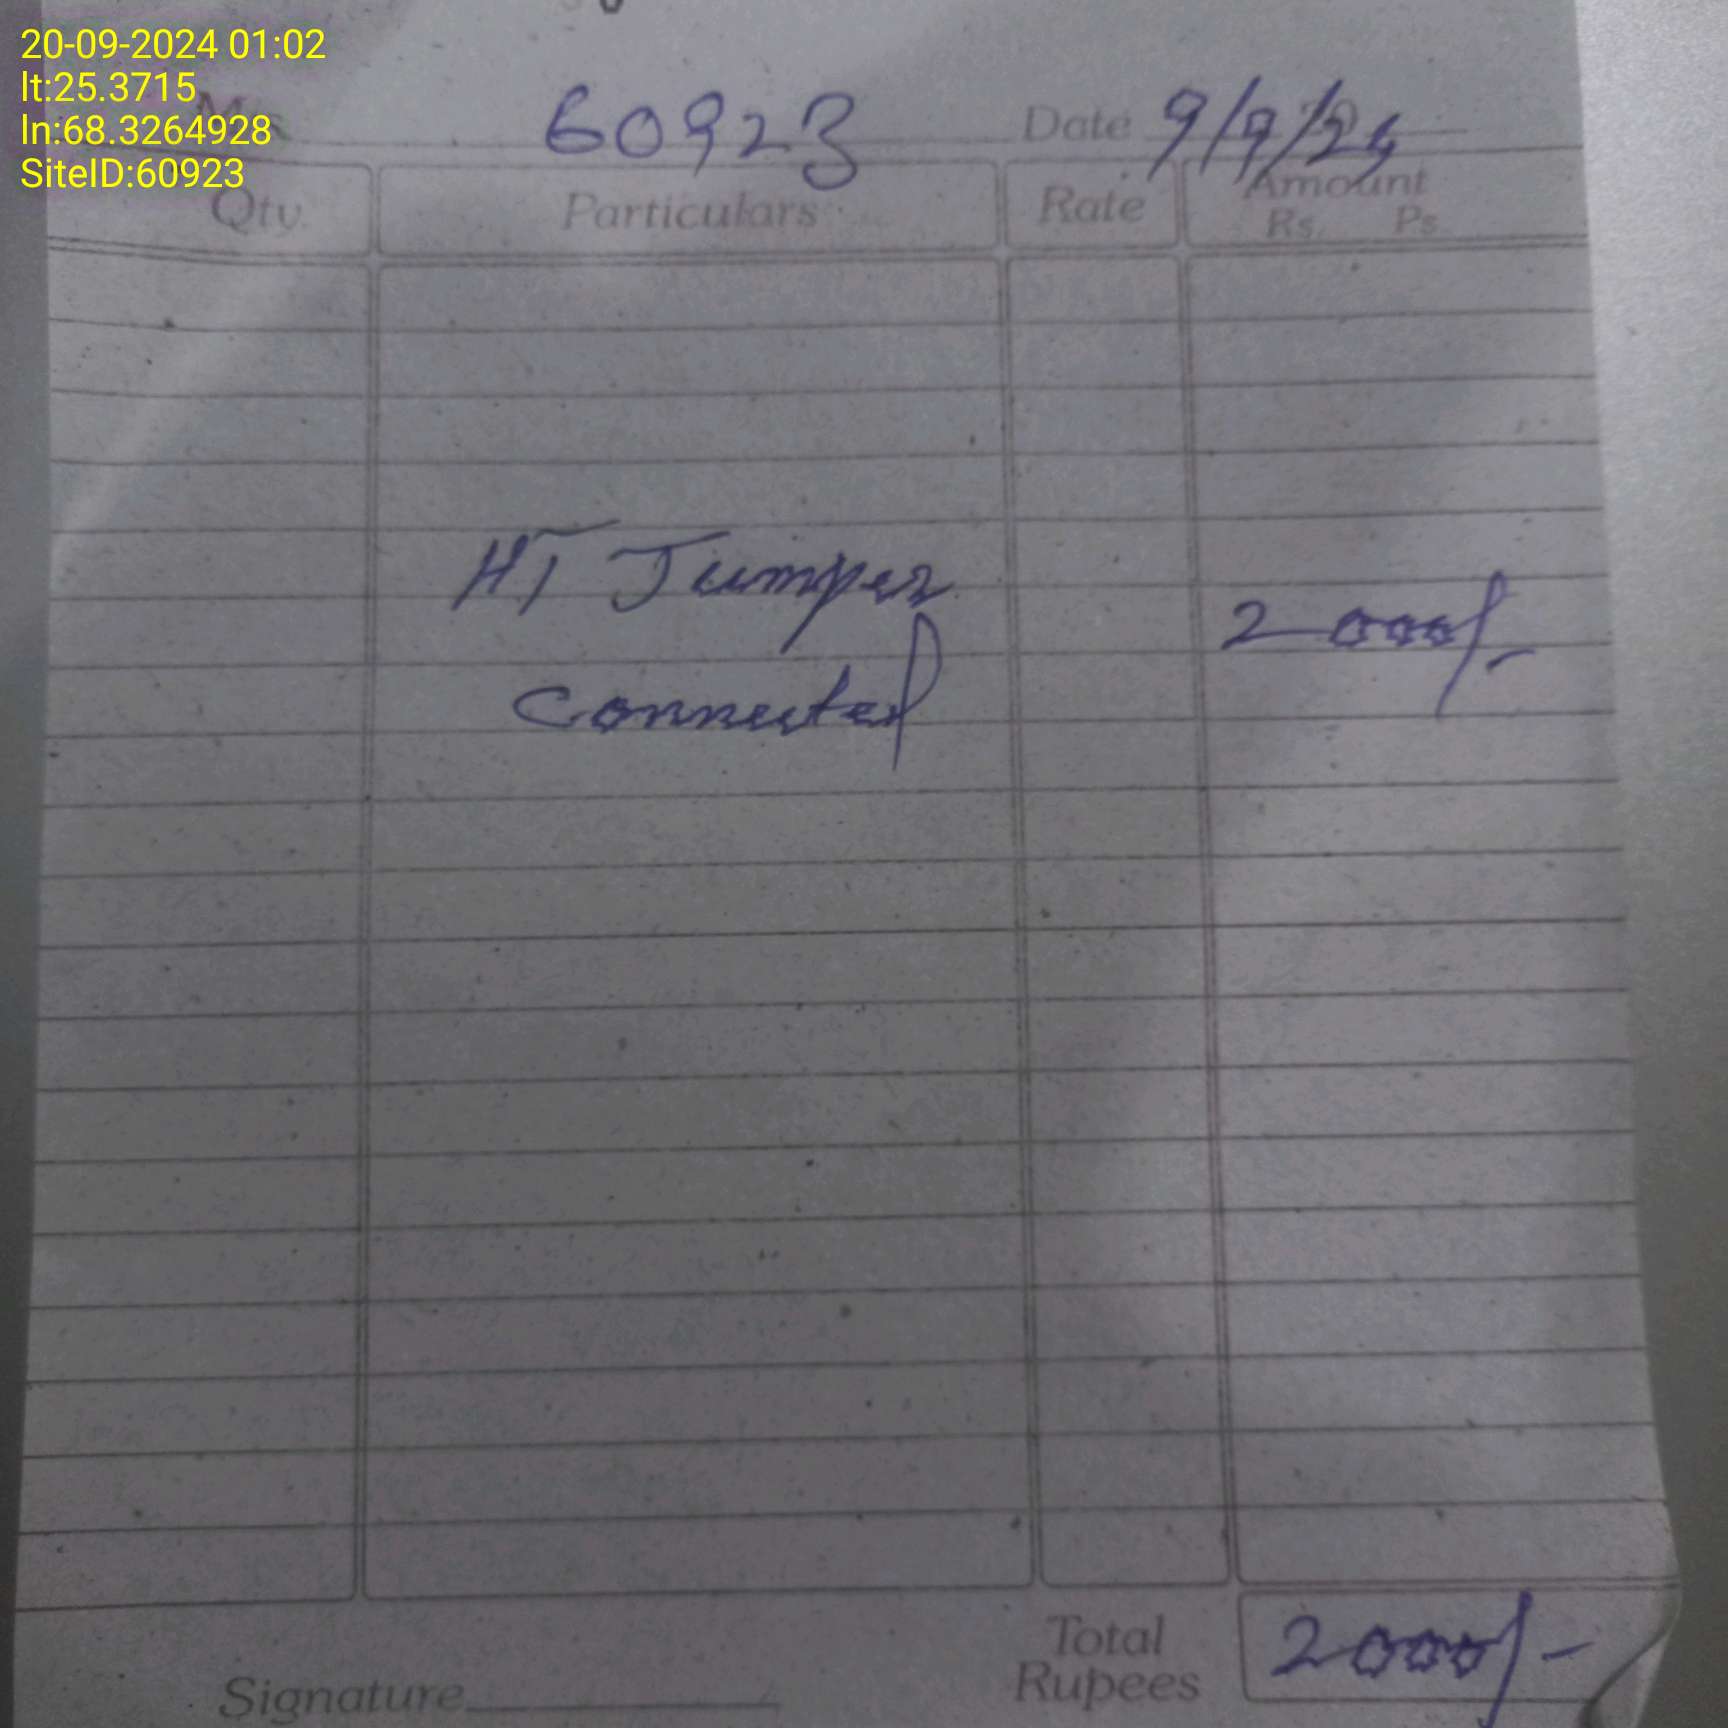 20-09-2024 01:02
lt:25.3715
ln:68.3264928
SiteID:60923
60923 Date 9/9/24
Qty. Particulars Rate Amount
Rs. Ps.
HT Jumper
Connected
2000/-
Total
Rupees 2000/-
Signature